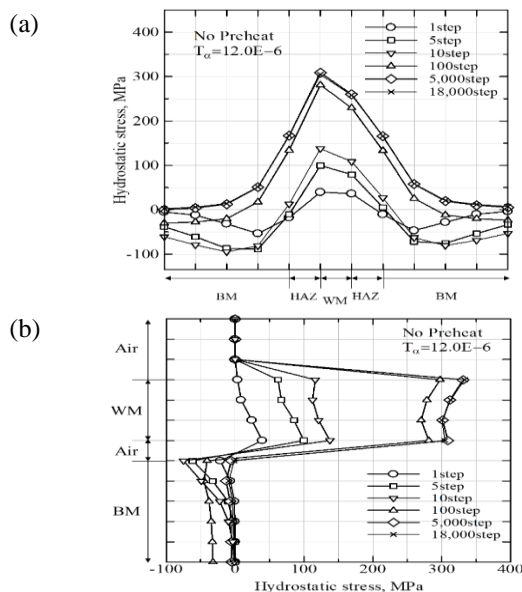 (a)
No Preheat
Tα=12.0E−6
1step
5step
10step
100step
5,000step
18,000step
Hydrostatic stress, MPa
400
300
200
100
0
-100
BM
HAZ
WM
HAZ
BM
(b)
No Preheat
Tα=12.0E−6
Air
WM
Air
BM
1step
5step
10step
100step
5,000step
18,000step
-100
0
100
200
300
400
Hydrostatic stress, MPa